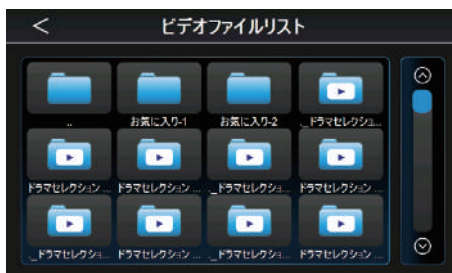 <
ビデオファイルリスト
.. お気に入り-1 お気に入り-2 ._ドラマセレクショ...
ドラマセレクション ... ドラマセレクション ... ._ドラマセレクショ... ドラマセレクション ...
._ドラマセレクショ... ドラマセレクション ... ._ドラマセレクショ... ドラマセレクション ...